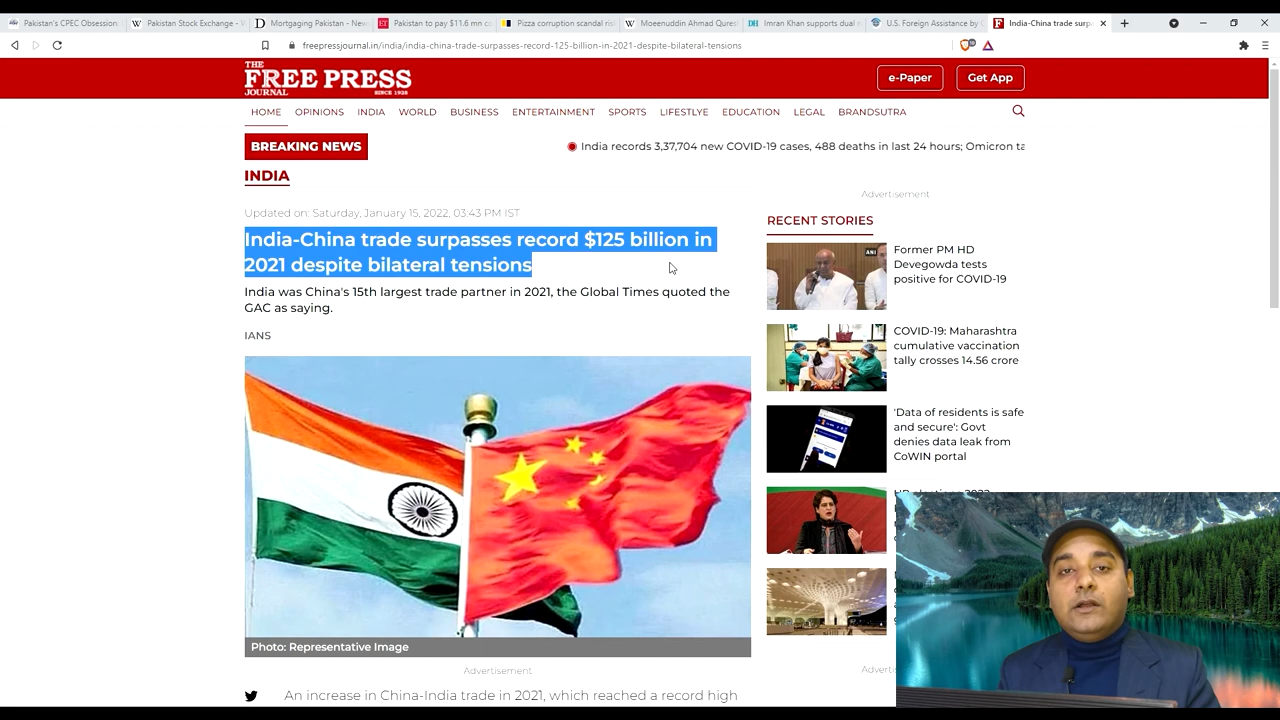 Pakistan's CPEC Obsession:
Pakistan Stock Exchange - W
Mortgaging Pakistan - New
Pakistan to pay $11.6 mn co
Pizza corruption scandal ris
Moeenuddin Ahmad Qures
Imran Khan supports dual n
U.S. Foreign Assistance by C
India-China trade surpa
freepressjournal.in/india/india-china-trade-surpasses-record-125-billion-in-2021-despite-bilateral-tensions
THE
FREE PRESS
JOURNAL
SINCE 1928
e-Paper
Get App
HOME OPINIONS INDIA WORLD BUSINESS ENTERTAINMENT SPORTS LIFESTLYE EDUCATION LEGAL BRANDSUTRA
BREAKING NEWS
India records 3,37,704 new COVID-19 cases, 488 deaths in last 24 hours; Omicron ta
INDIA
Updated on: Saturday, January 15, 2022, 03:43 PM IST
India-China trade surpasses record $125 billion in
2021 despite bilateral tensions
India was China's 15th largest trade partner in 2021, the Global Times quoted the
GAC as saying.
IANS
Photo: Representative Image
Advertisement
An increase in China-India trade in 2021, which reached a record high
Advertisement
RECENT STORIES
ANI
Former PM HD
Devegowda tests
positive for COVID-19
COVID-19: Maharashtra
cumulative vaccination
tally crosses 14.56 crore
'Data of residents is safe
and secure': Govt
denies data leak from
CoWIN portal